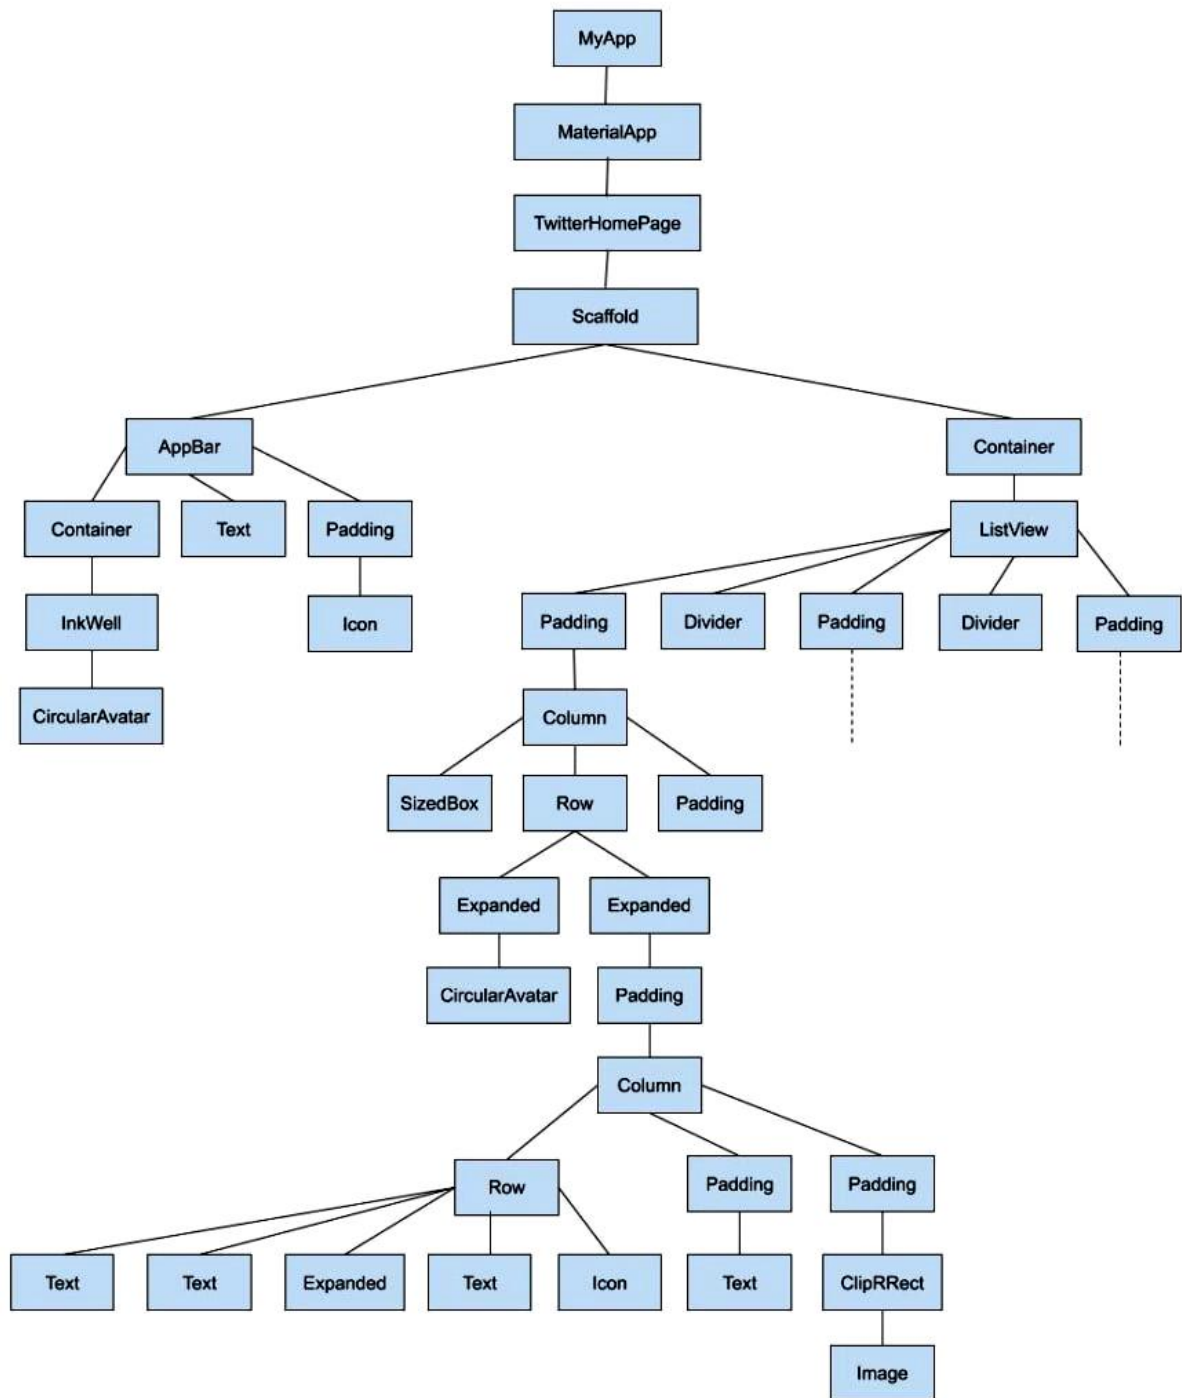 MyApp
MaterialApp
TwitterHomePage
Scaffold
AppBar
Container
Container
Text
Padding
ListView
InkWell
Icon
Padding
Divider
Padding
Divider
Padding
CircularAvatar
Column
SizedBox
Row
Padding
Expanded
Expanded
CircularAvatar
Padding
Column
Row
Padding
Padding
Text
Text
Expanded
Text
Icon
Text
ClipRRect
Image